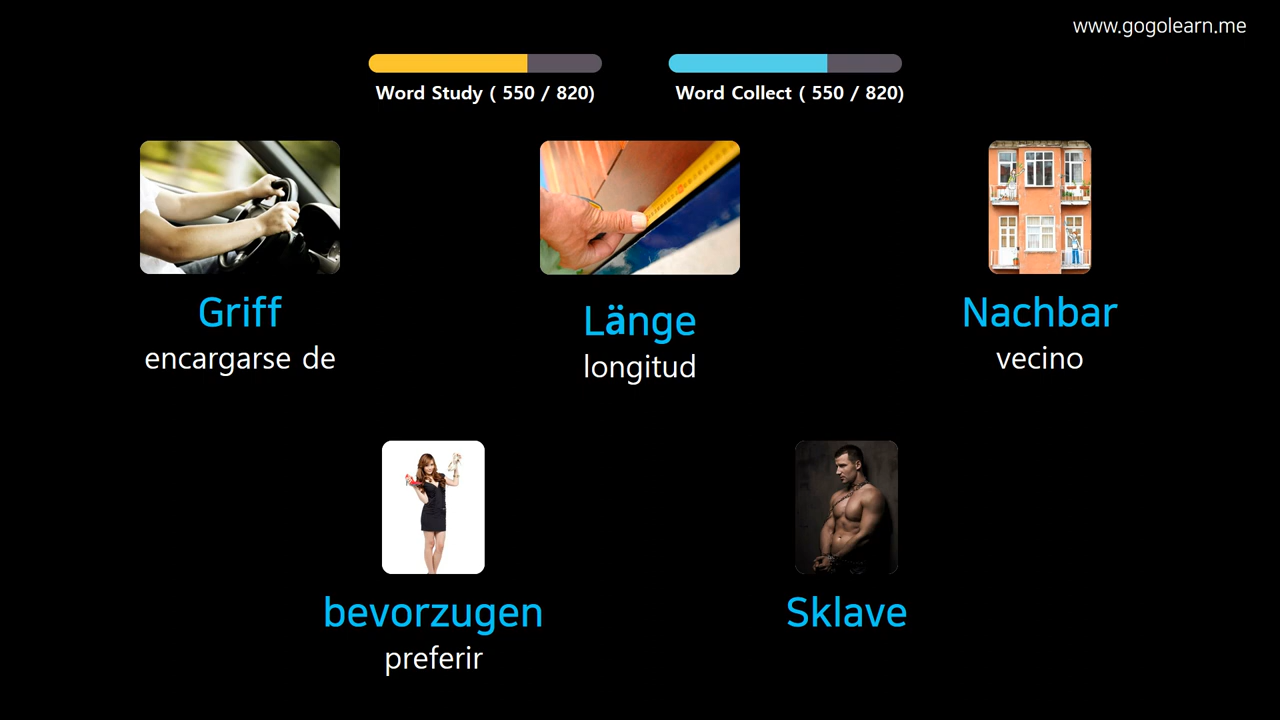 www.gogolearn.me
Word Study ( 550 / 820)
Word Collect ( 550 / 820)
Griff
encargarse de
Länge
longitud
Nachbar
vecino
bevorzugen
preferir
Sklave